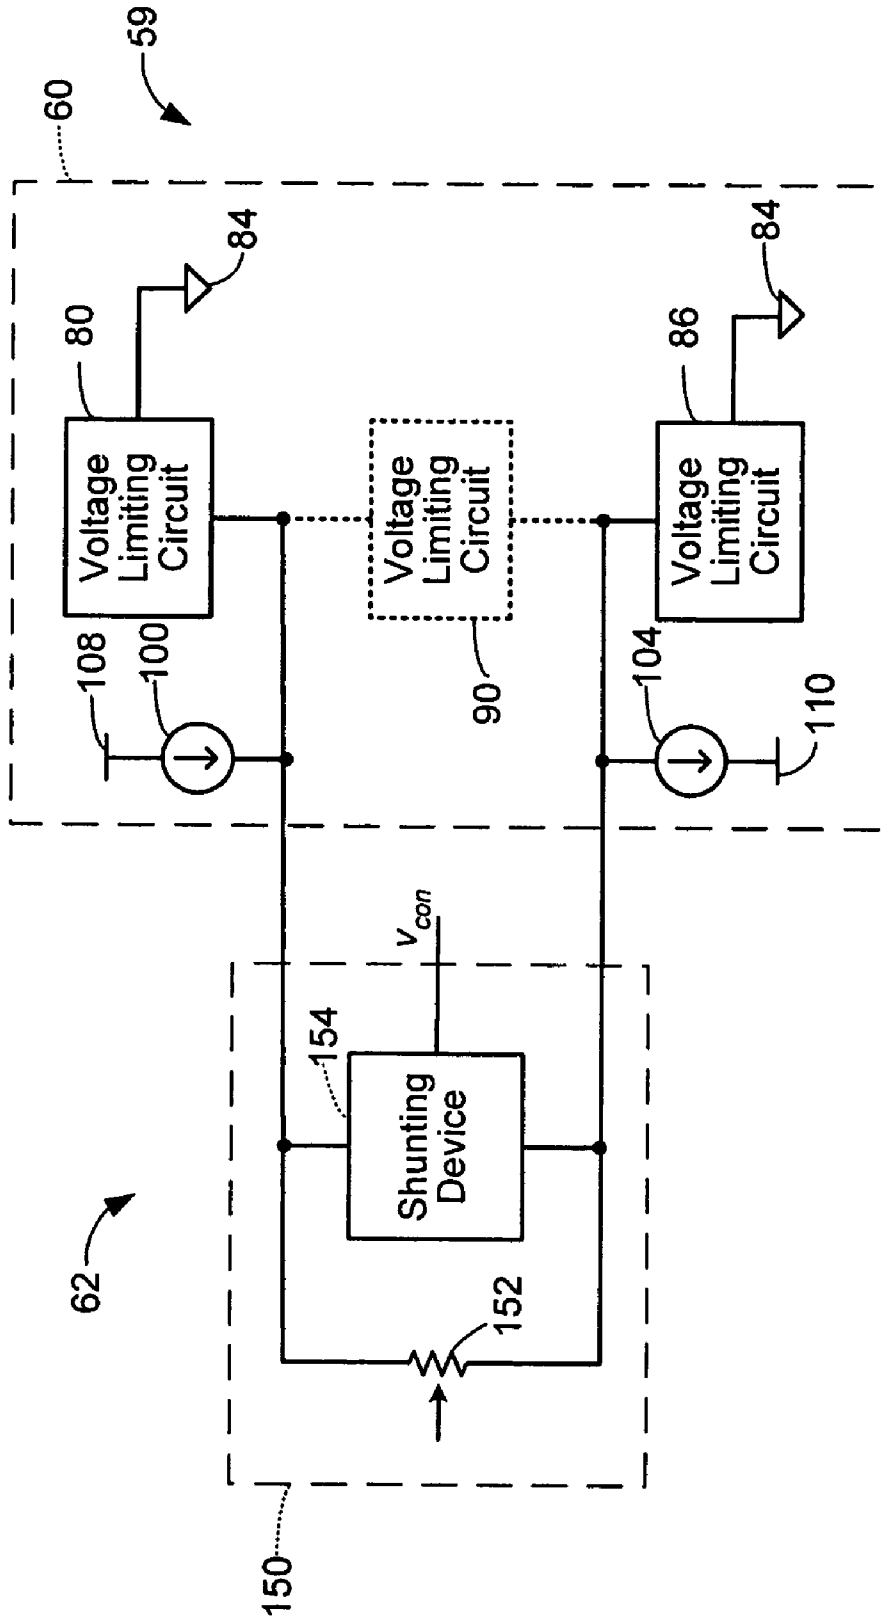 59
60
80
Voltage
Limiting
Circuit
84
108
100
90
Voltage
Limiting
Circuit
104
110
86
Voltage
Limiting
Circuit
84
62
150
154
Shunting
Device
v_con
152